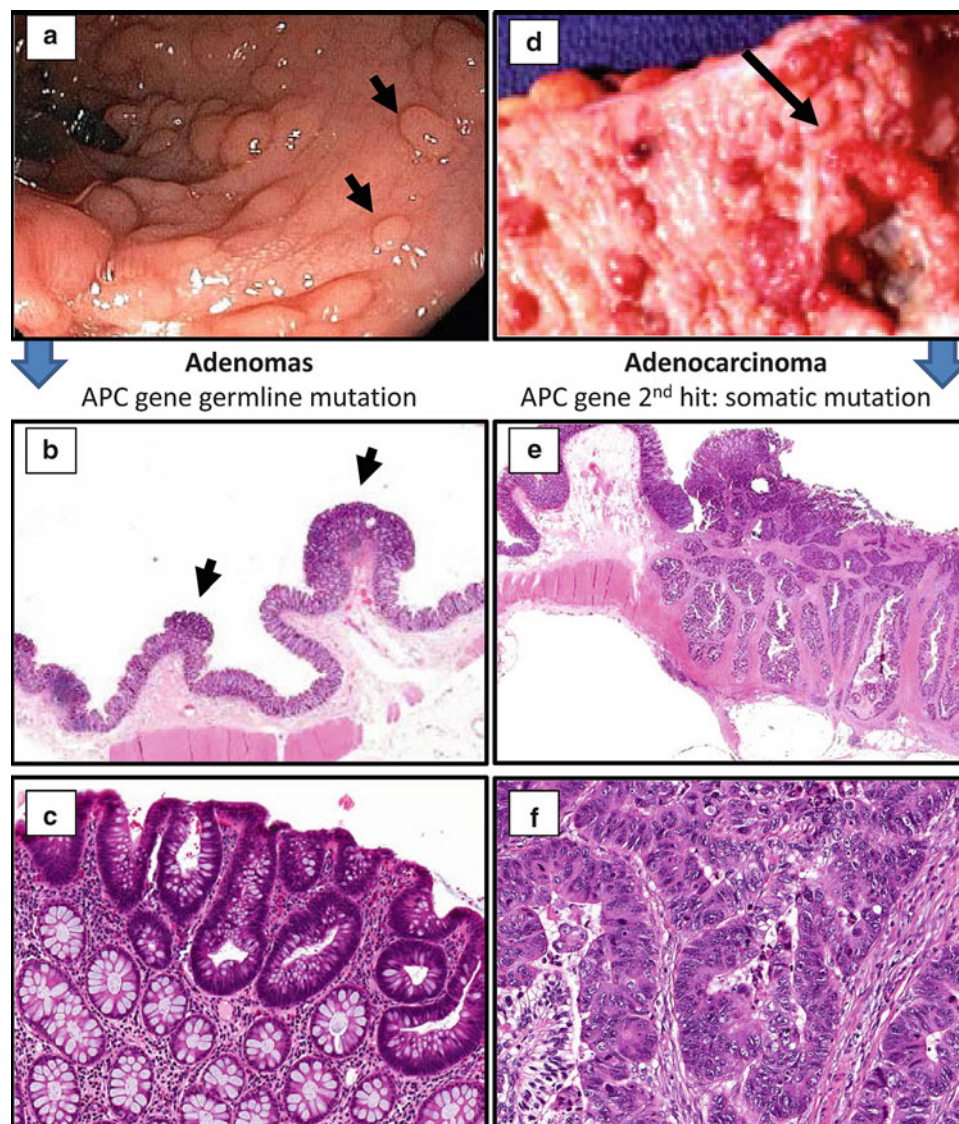 a
d
Adenomas
APC gene germline mutation
Adenocarcinoma
APC gene 2nd hit: somatic mutation
b
e
c
f